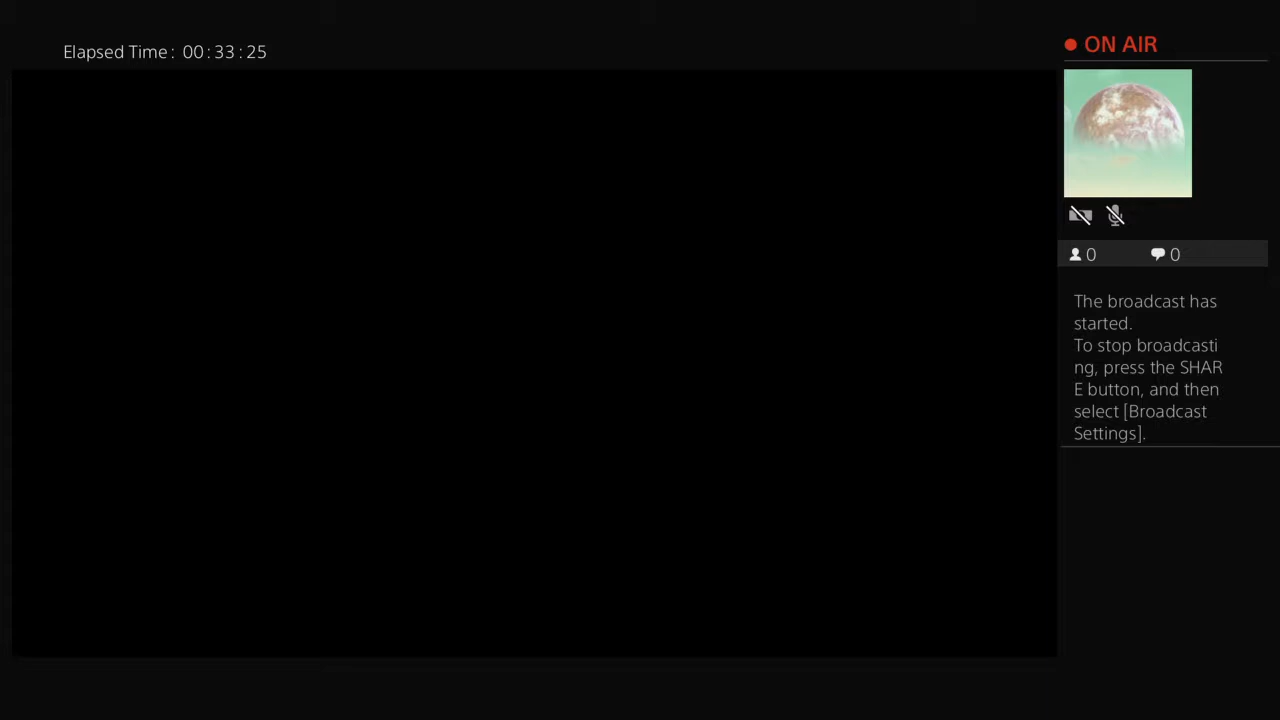 Elapsed Time: 00:33:25
ON AIR
0 0
The broadcast has
started.
To stop broadcasti
ng, press the SHAR
E button, and then
select [Broadcast
Settings].